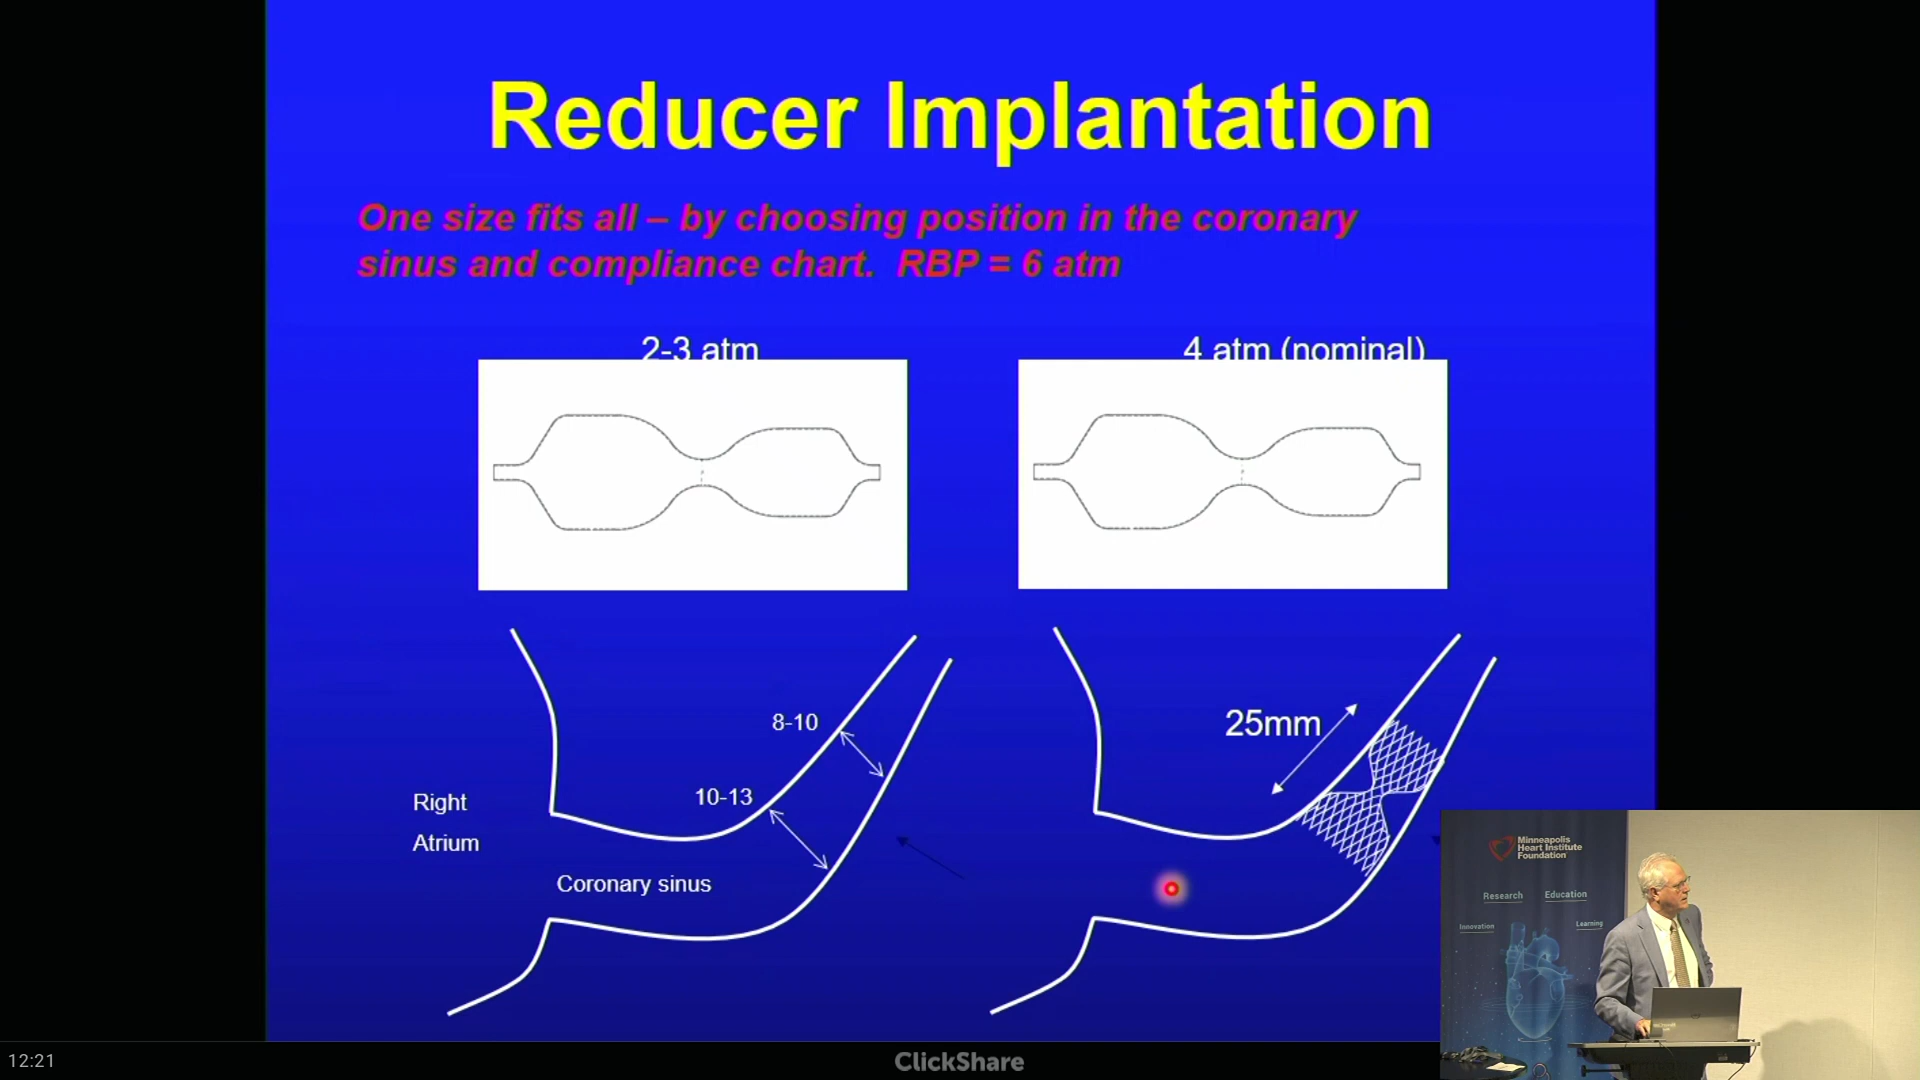 Reducer Implantation
One size fits all – by choosing position in the coronary
sinus and compliance chart. RBP = 6 atm
2-3 atm
4 atm (nominal)
8-10
10-13
Right
Atrium
Coronary sinus
25mm
Minneapolis
Heart Institute
Foundation
Research
Education
Innovation
Learning
12:21
ClickShare